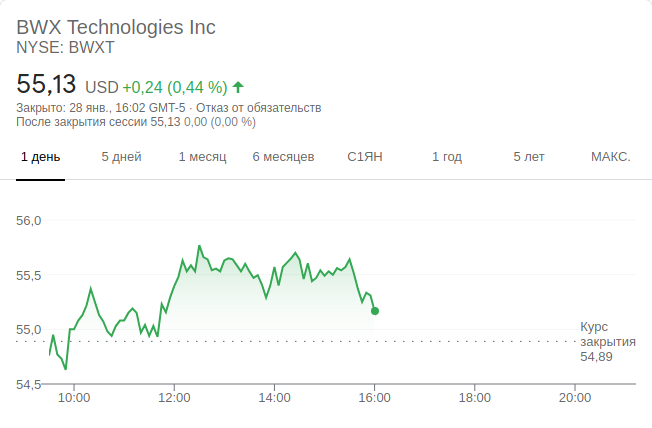 BWX Technologies Inc
NYSE: BWXT
55,13 USD +0,24 (0,44 %)
Закрыто: 28 янв., 16:02 GMT-5 · Отказ от обязательств
После закрытия сессии 55,13 0,00 (0,00 %)
1 день 5 дней 1 месяц 6 месяцев С1ЯН 1 год 5 лет МАКС.
56,0
55,5
55,0
Курс
закрытия
54,89
54,5
10:00 12:00 14:00 16:00 18:00 20:00